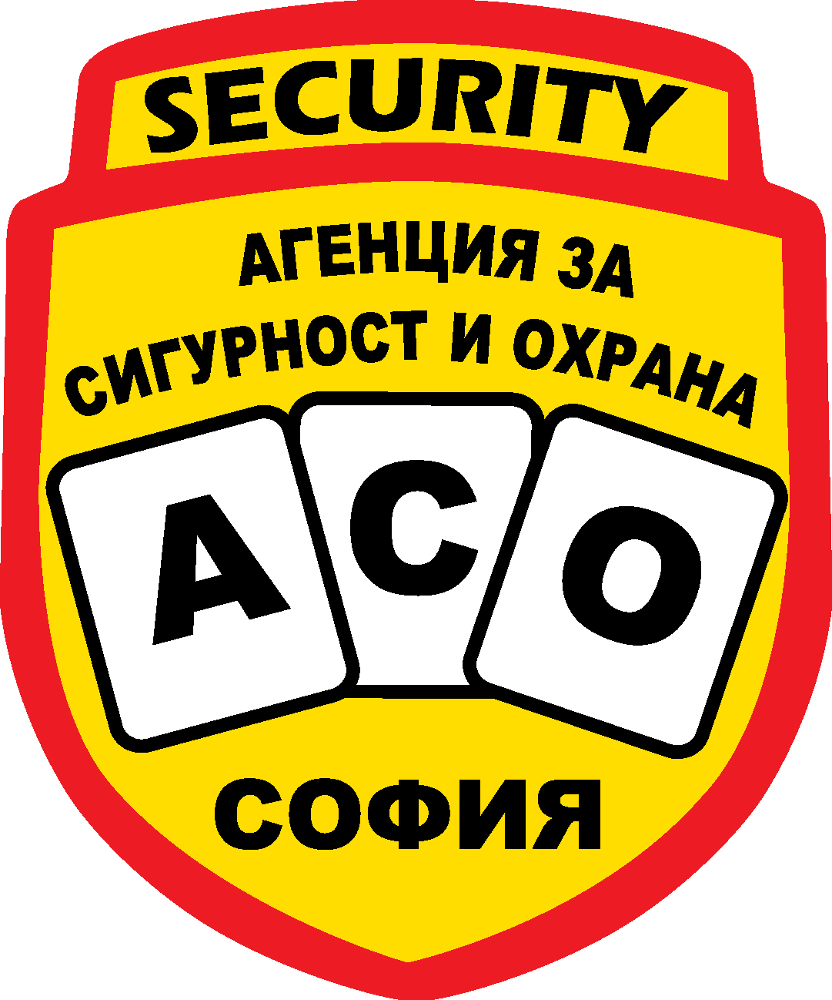 SECURITY
АГЕНЦИЯ ЗА
СИГУРНОСТ И ОХРАНА
АСО
СОФИЯ